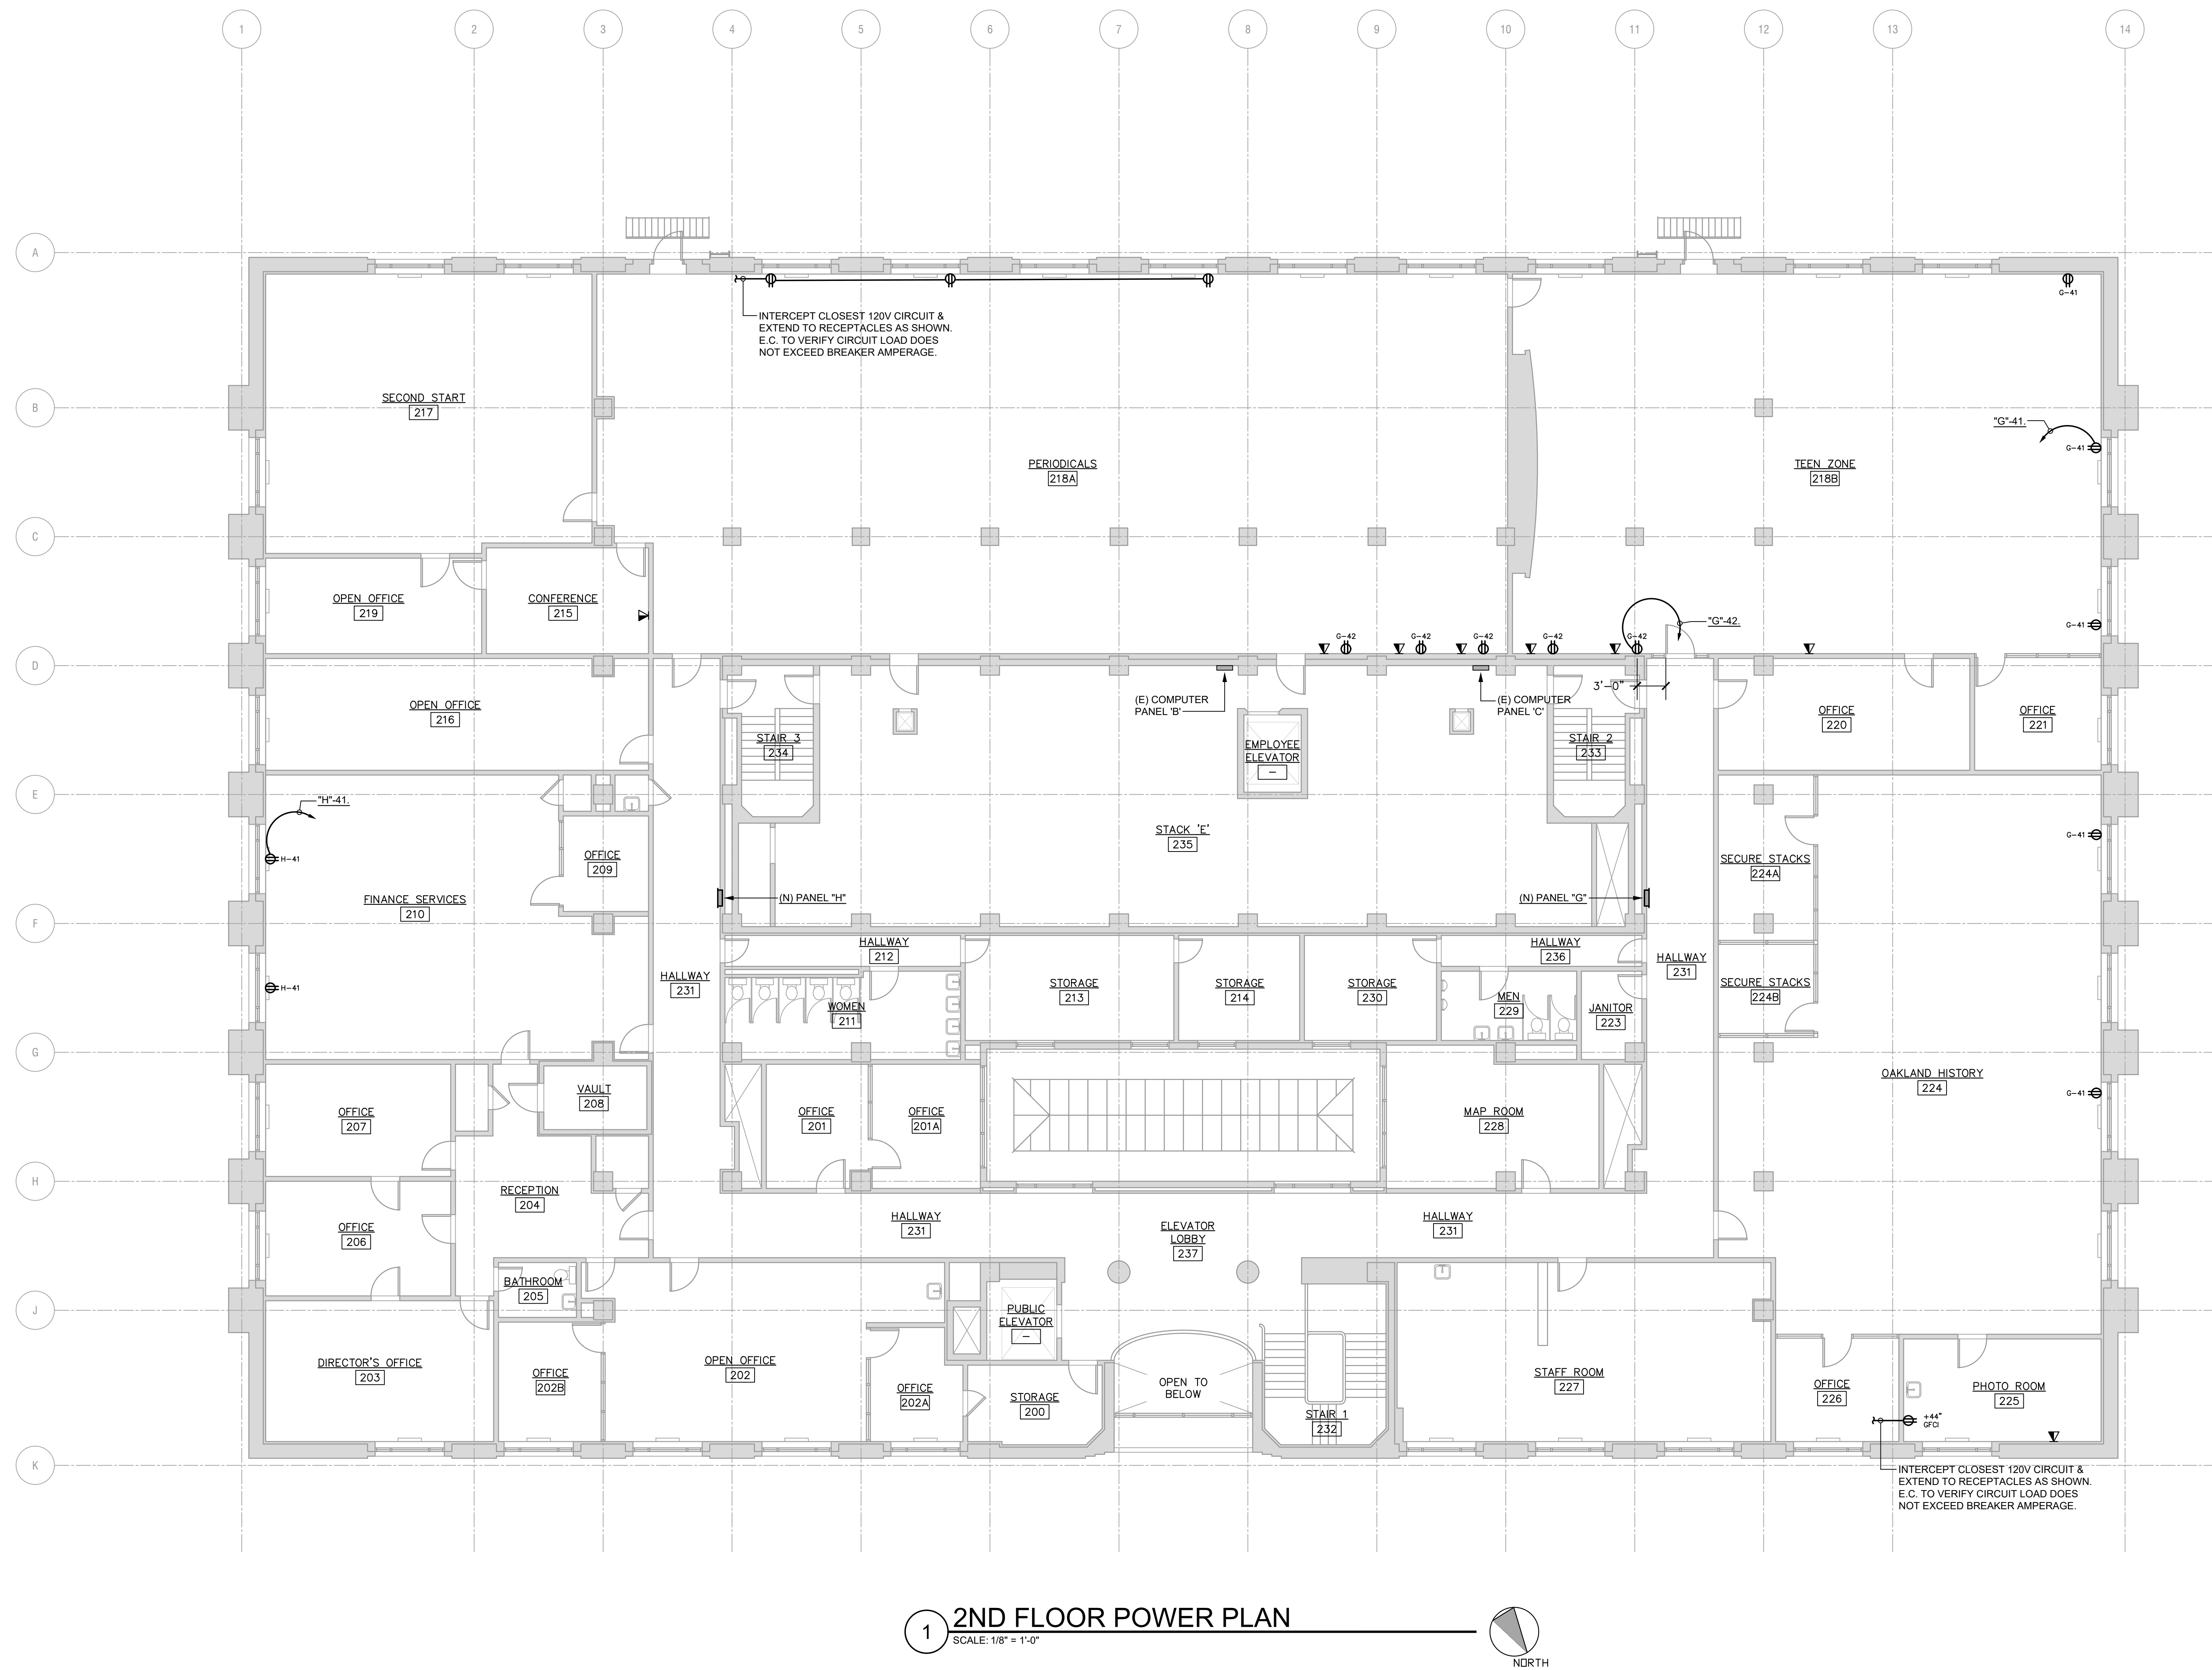 1
2
3
4
5
6
7
8
9
10
11
12
13
14
A
G-41
INTERCEPT CLOSEST 120V CIRCUIT &
EXTEND TO RECEPTACLES AS SHOWN.
E.C. TO VERIFY CIRCUIT LOAD DOES
NOT EXCEED BREAKER AMPERAGE.
B
SECOND START
217
"G"-41.
G-41
PERIODICALS
218A
TEEN ZONE
218B
C
OPEN OFFICE
219
CONFERENCE
215
"G"-42.
G-41
G-42
G-42
G-42
G-42
G-42
D
3'-0"
(E) COMPUTER
PANEL 'B'
(E) COMPUTER
PANEL 'C'
OPEN OFFICE
216
OFFICE
220
OFFICE
221
STAIR 3
234
EMPLOYEE
ELEVATOR
-
STAIR 2
233
E
"H"-41.
STACK 'E'
235
G-41
H-41
OFFICE
209
SECURE STACKS
224A
FINANCE SERVICES
210
(N) PANEL "H"
(N) PANEL "G"
F
HALLWAY
212
HALLWAY
236
HALLWAY
231
HALLWAY
231
H-41
STORAGE
213
STORAGE
214
STORAGE
230
SECURE STACKS
224B
WOMEN
211
MEN
229
JANITOR
223
G
OAKLAND HISTORY
224
VAULT
208
G-41
OFFICE
207
OFFICE
201
OFFICE
201A
MAP ROOM
228
H
RECEPTION
204
OFFICE
206
HALLWAY
231
ELEVATOR
LOBBY
237
HALLWAY
231
BATHROOM
205
J
PUBLIC
ELEVATOR
-
DIRECTOR'S OFFICE
203
OFFICE
202B
OPEN OFFICE
202
OFFICE
202A
STORAGE
200
OPEN TO
BELOW
STAIR 1
232
STAFF ROOM
227
OFFICE
226
PHOTO ROOM
225
+44"
GFCI
K
INTERCEPT CLOSEST 120V CIRCUIT &
EXTEND TO RECEPTACLES AS SHOWN.
E.C. TO VERIFY CIRCUIT LOAD DOES
NOT EXCEED BREAKER AMPERAGE.
1
2ND FLOOR POWER PLAN
SCALE: 1/8" = 1'-0"
NORTH